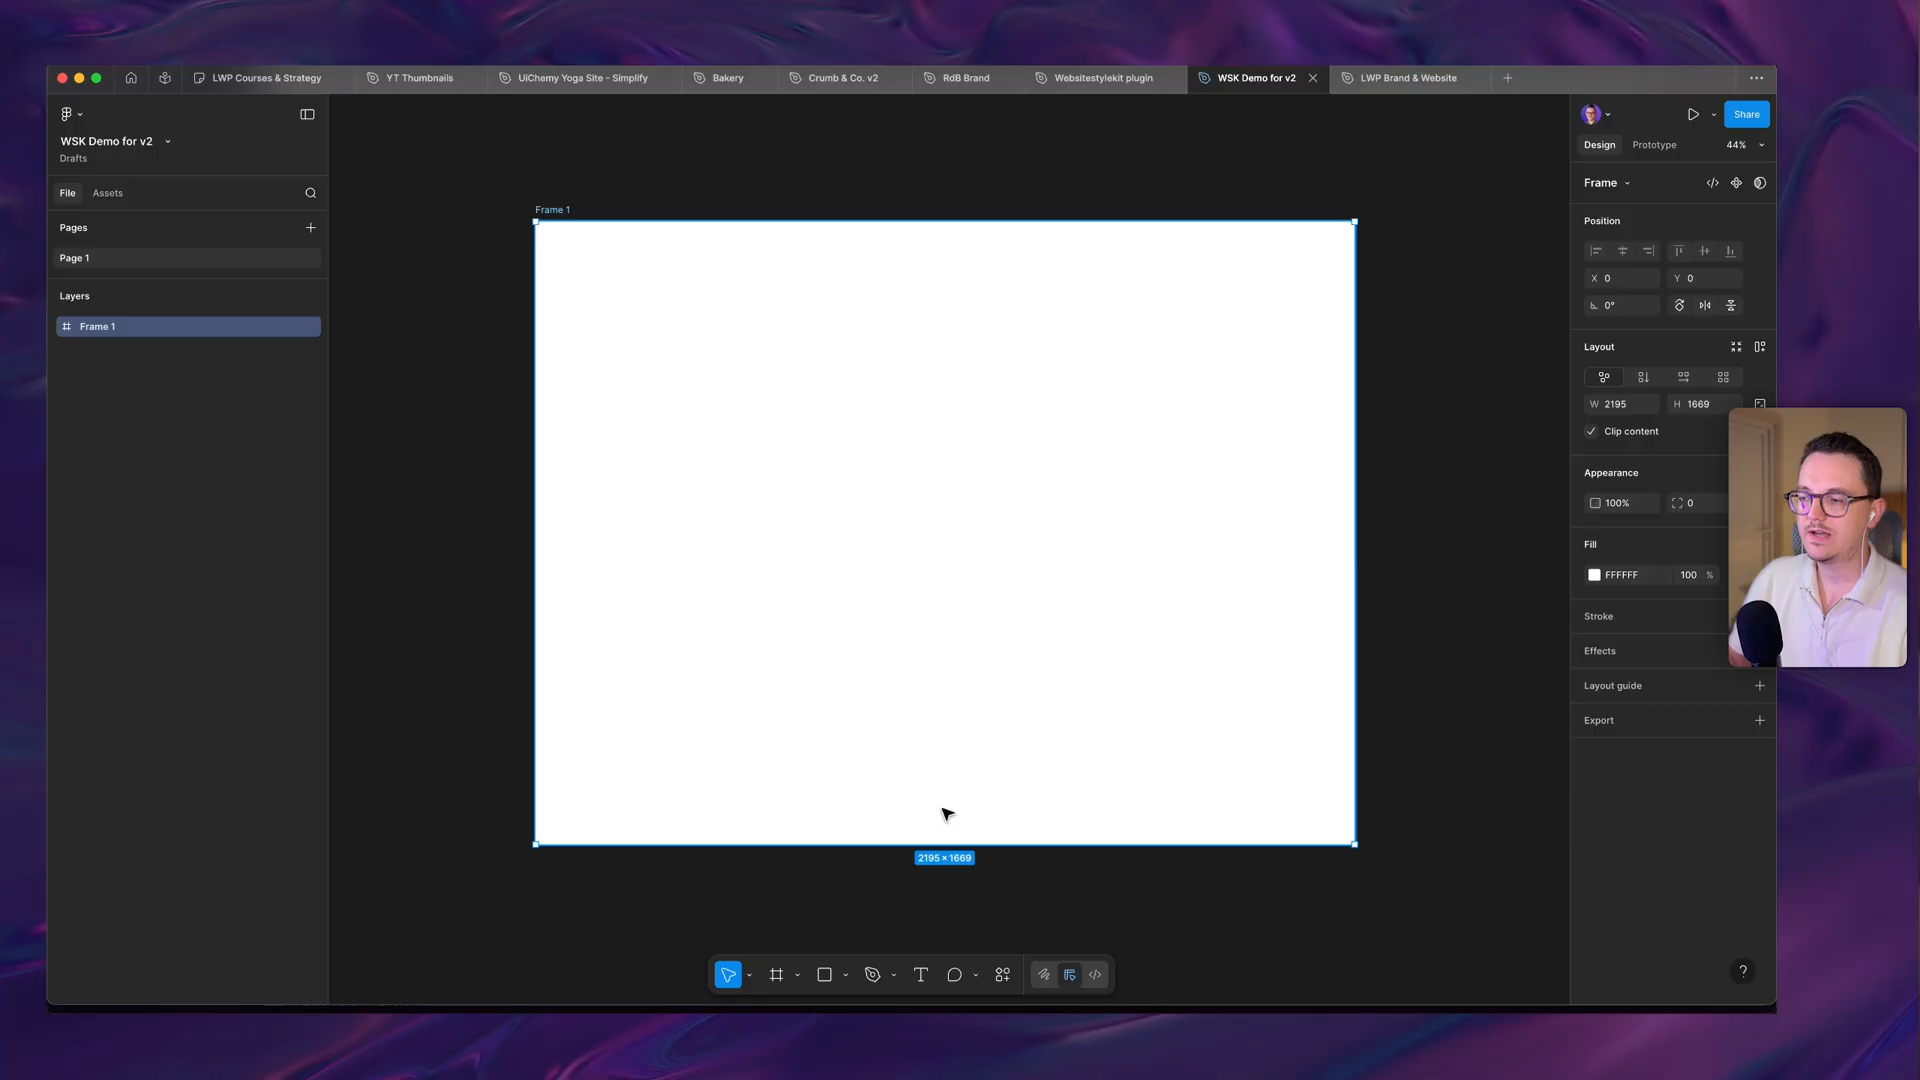 LWP Courses & Strategy
YT Thumbnails
UiChemy Yoga Site - Simplify
Bakery
Crumb & Co. v2
RdB Brand
Websitestylekit plugin
WSK Demo for v2
LWP Brand & Website
WSK Demo for v2
Drafts
File
Assets
Pages
Page 1
Layers
Frame 1
Frame 1
2195 × 1669
Share
Design
Prototype
44%
Frame
Position
X 0
Y 0
0°
Layout
W 2195
H 1669
Clip content
Appearance
100%
0
Fill
FFFFFF
100 %
Stroke
Effects
Layout guide
Export
?